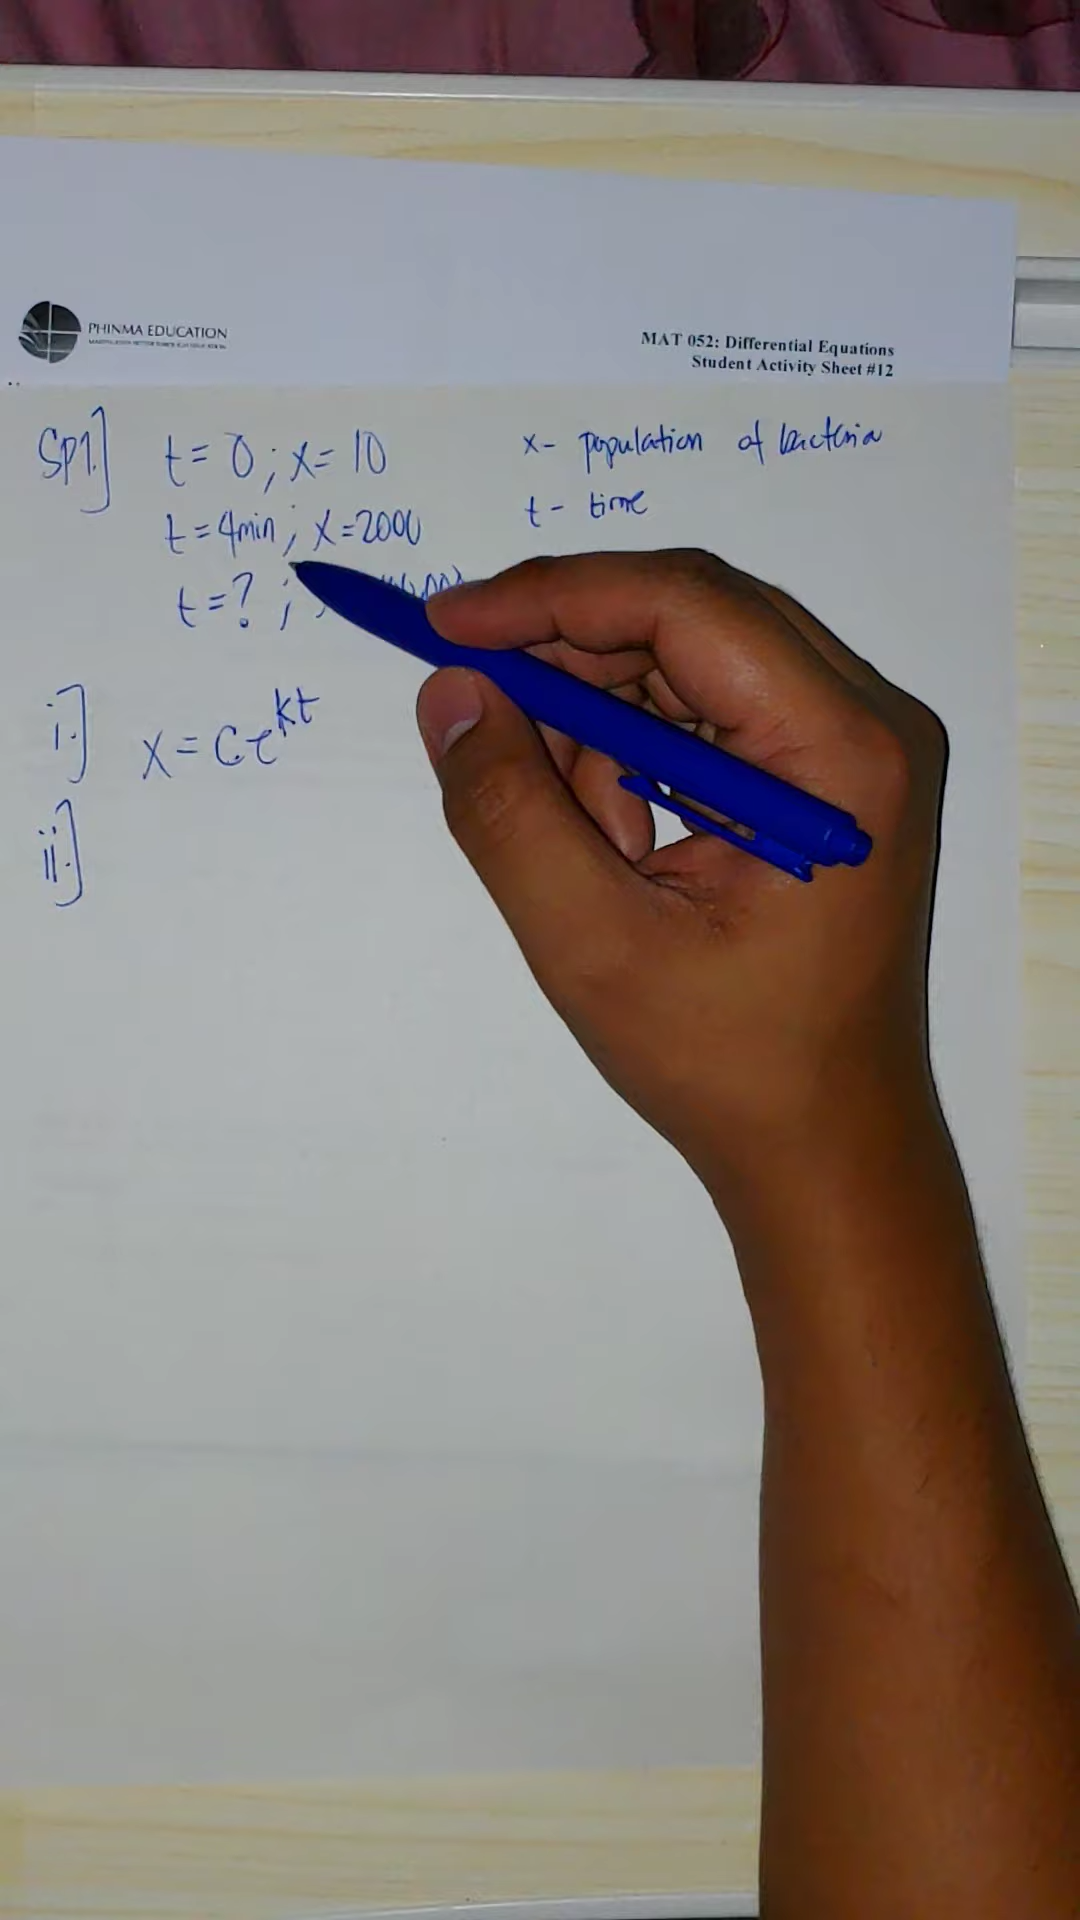 PHINMA EDUCATION
MAT 052: Differential Equations
Student Activity Sheet #12
SP1.] t = 0 ; x = 10
x - population of bacteria
t = 4min ; x = 2000
t - time
t = ? ;
i.] x = Ce^kt
ii.]